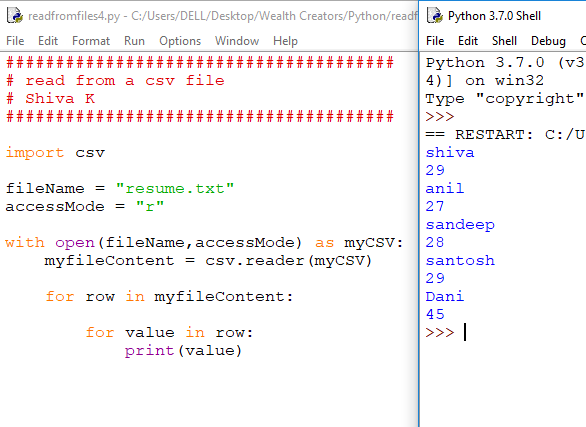 readfromfiles4.py - C:/Users/DELL/Desktop/Wealth Creators/Python/readf
File Edit Format Run Options Window Help
#######################################
# read from a csv file
# Shiva K
#######################################
import csv
fileName = "resume.txt"
accessMode = "r"
with open(fileName,accessMode) as myCSV:
    myfileContent = csv.reader(myCSV)
    for row in myfileContent:
        for value in row:
            print(value)
Python 3.7.0 Shell
File Edit Shell Debug
Python 3.7.0 (v3
4)] on win32
Type "copyright"
>>>
== RESTART: C:/U
shiva
29
anil
27
sandeep
28
santosh
29
Dani
45
>>>